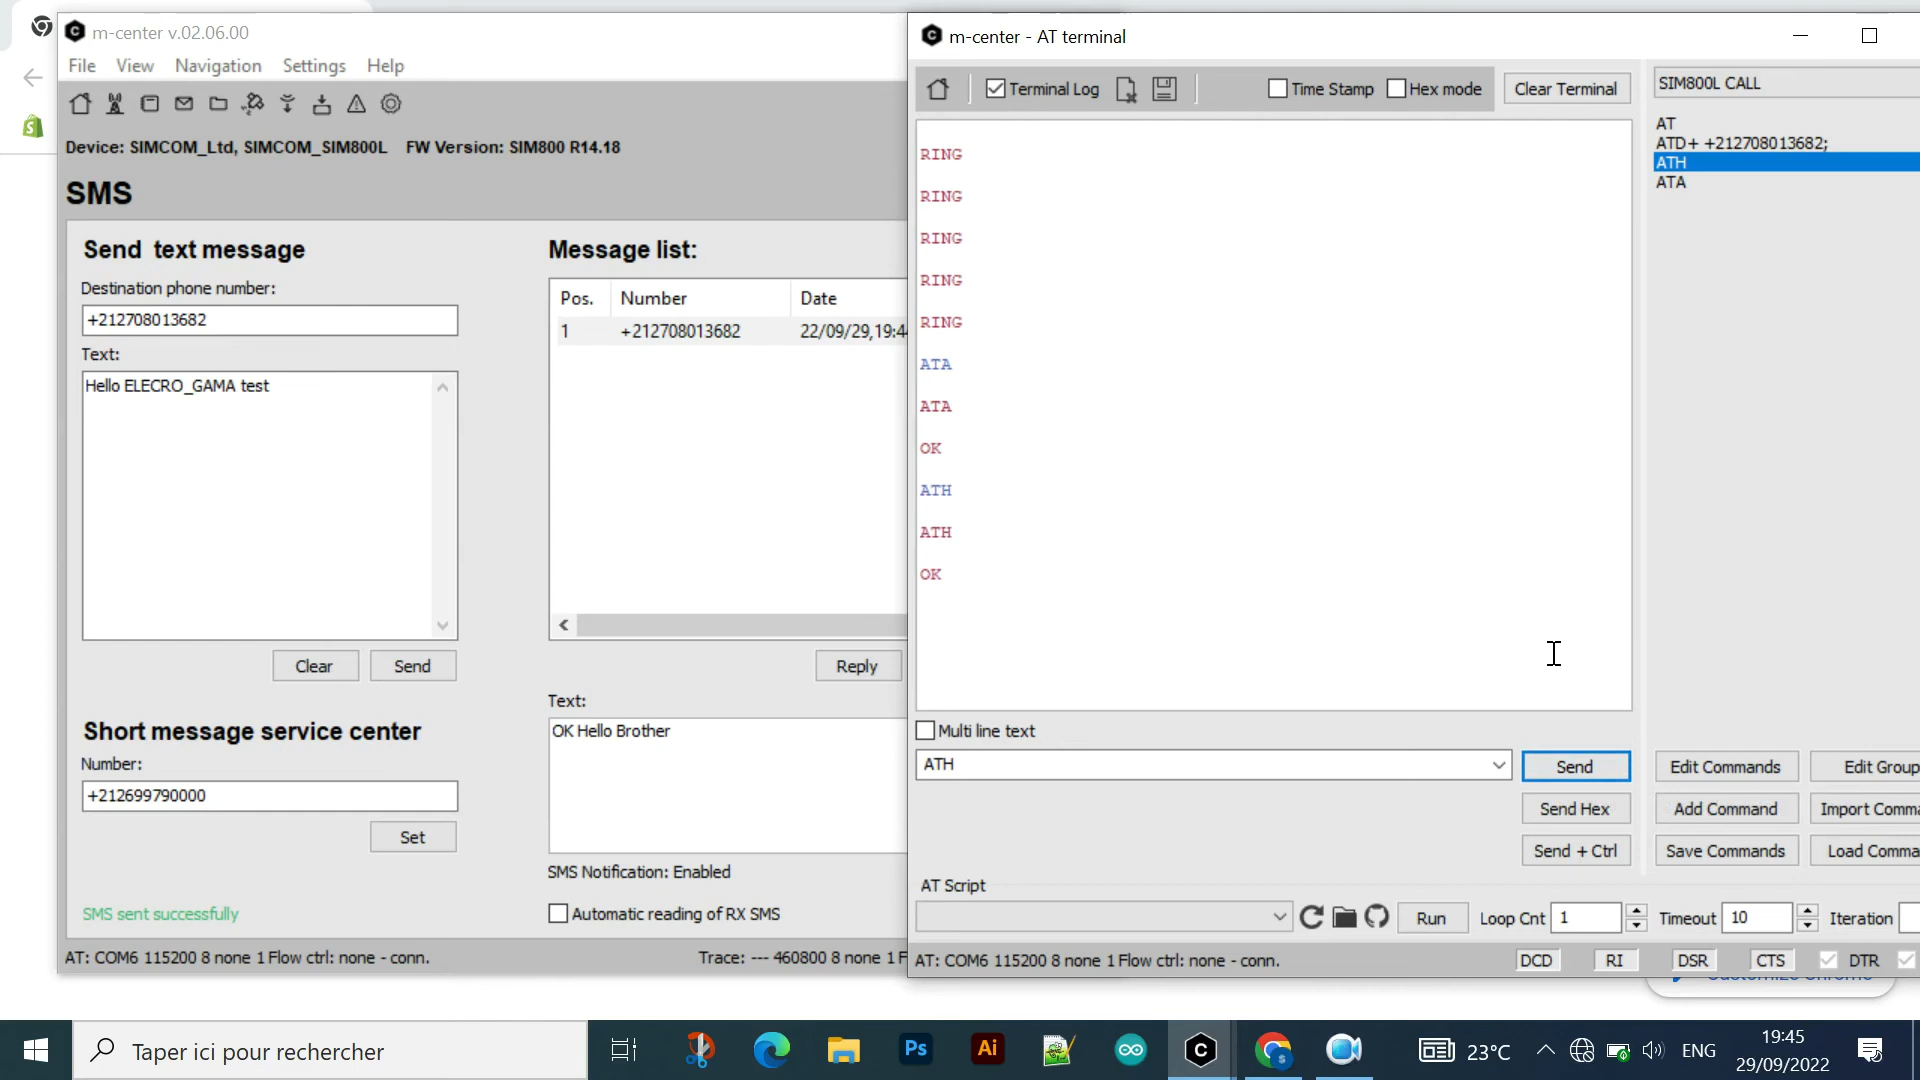 m-center v.02.06.00
File View Navigation Settings Help
Device: SIMCOM_Ltd, SIMCOM_SIM800L FW Version: SIM800 R14.18
SMS
Send text message
Destination phone number:
+212708013682
Text:
Hello ELECRO_GAMA test
Clear Send
Short message service center
Number:
+212699790000
Set
SMS sent successfully
Message list:
Pos. Number Date
1 +212708013682 22/09/29,19:4
Reply
Text:
OK Hello Brother
SMS Notification: Enabled
Automatic reading of RX SMS
AT: COM6 115200 8 none 1 Flow ctrl: none - conn.
Trace: --- 460800 8 none 1 F
m-center - AT terminal
Terminal Log Time Stamp Hex mode Clear Terminal
RING
RING
RING
RING
RING
ATA
ATA
OK
ATH
ATH
OK
Multi line text
ATH
Send
Send Hex
Send + Ctrl
AT Script
Run Loop Cnt 1 Timeout 10 Iteration
AT: COM6 115200 8 none 1 Flow ctrl: none - conn.
DCD RI DSR CTS DTR
SIM800L CALL
AT
ATD+ +212708013682;
ATH
ATA
Edit Commands Edit Group
Add Command Import Comma
Save Commands Load Comma
Customize Chrome
Taper ici pour rechercher
Ps Ai
23°C ENG
19:45
29/09/2022